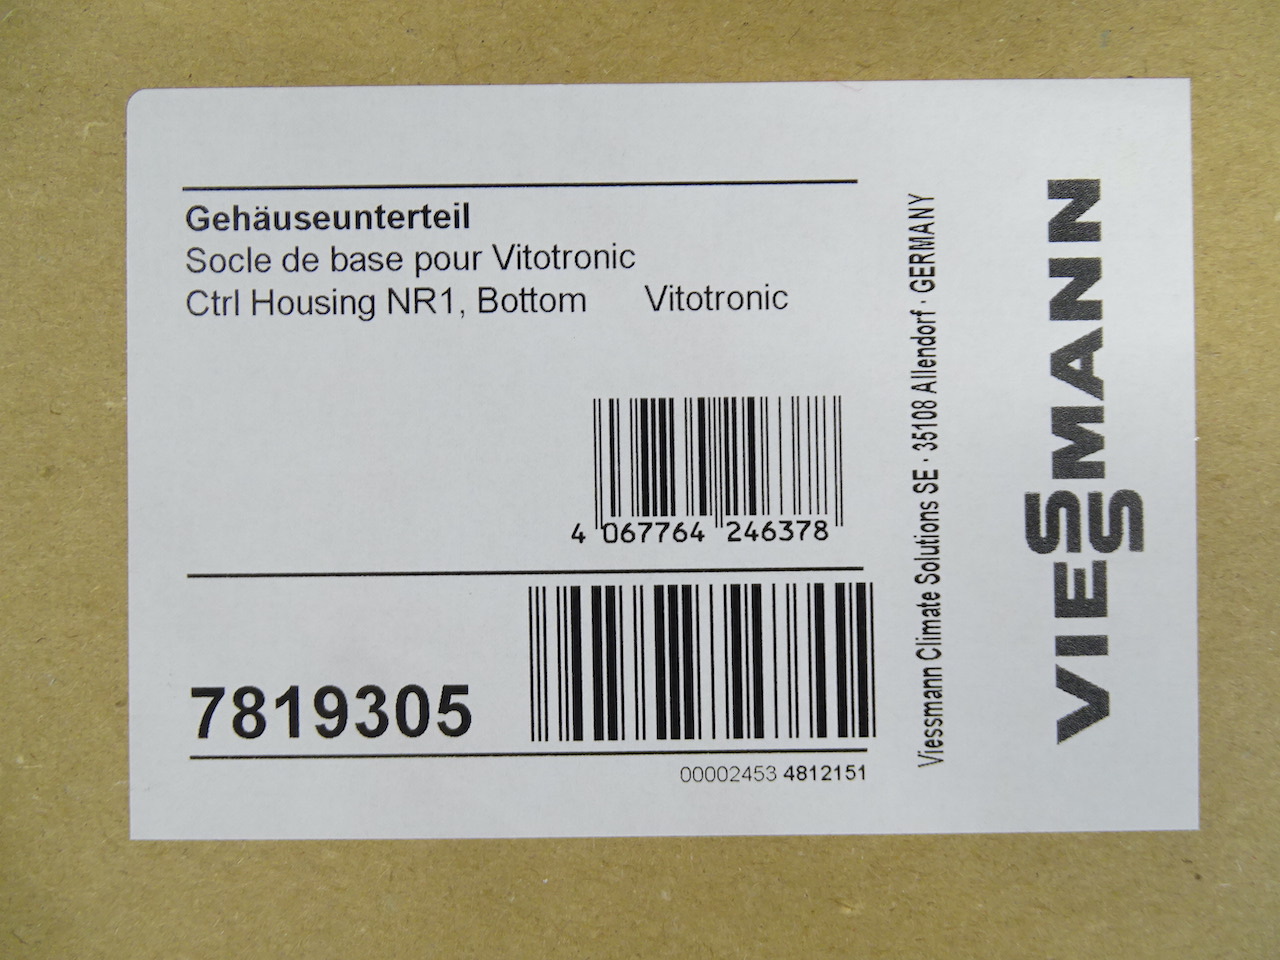 Gehäuseunterteil
Socle de base pour Vitotronic
Ctrl Housing NR1, Bottom Vitotronic
4 067764 246378
7819305
00002453 4812151
Viessmann Climate Solutions SE · 35108 Allendorf · GERMANY
VIESSMANN